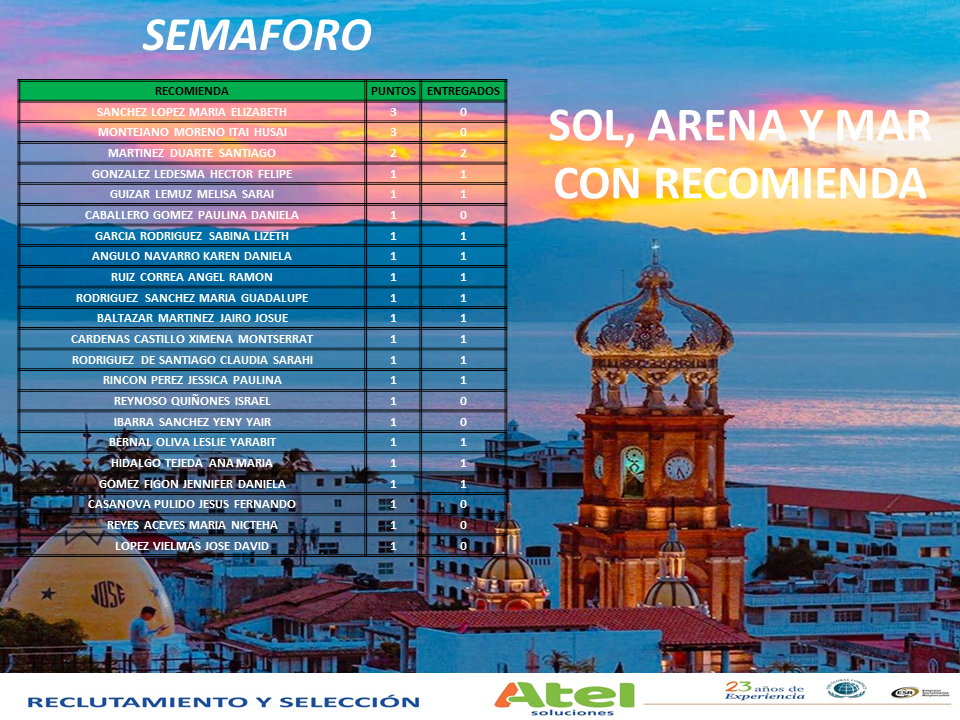 SEMAFORO
RECOMIENDA PUNTOS ENTREGADOS
SANCHEZ LOPEZ MARIA ELIZABETH 3 0
MONTEJANO MORENO ITAI HUSAI 3 0
MARTINEZ DUARTE SANTIAGO 2 2
GONZALEZ LEDESMA HECTOR FELIPE 1 1
GUIZAR LEMUZ MELISA SARAI 1 1
CABALLERO GOMEZ PAULINA DANIELA 1 0
GARCIA RODRIGUEZ SABINA LIZETH 1 1
ANGULO NAVARRO KAREN DANIELA 1 1
RUIZ CORREA ANGEL RAMON 1 1
RODRIGUEZ SANCHEZ MARIA GUADALUPE 1 1
BALTAZAR MARTINEZ JAIRO JOSUE 1 1
CARDENAS CASTILLO XIMENA MONTSERRAT 1 1
RODRIGUEZ DE SANTIAGO CLAUDIA SARAHI 1 1
RINCON PEREZ JESSICA PAULINA 1 1
REYNOSO QUIÑONES ISRAEL 1 0
IBARRA SANCHEZ YENY YAIR 1 0
BERNAL OLIVA LESLIE YARABIT 1 1
HIDALGO TEJEDA ANA MARIA 1 1
GOMEZ FIGON JENNIFER DANIELA 1 1
CASANOVA PULIDO JESUS FERNANDO 1 0
REYES ACEVES MARIA NICTEHA 1 0
LOPEZ VIELMAS JOSE DAVID 1 0
SOL, ARENA Y MAR
CON RECOMIENDA
JOSE
RECLUTAMIENTO Y SELECCIÓN
Atel
soluciones
23 años de
Experiencia
ESR